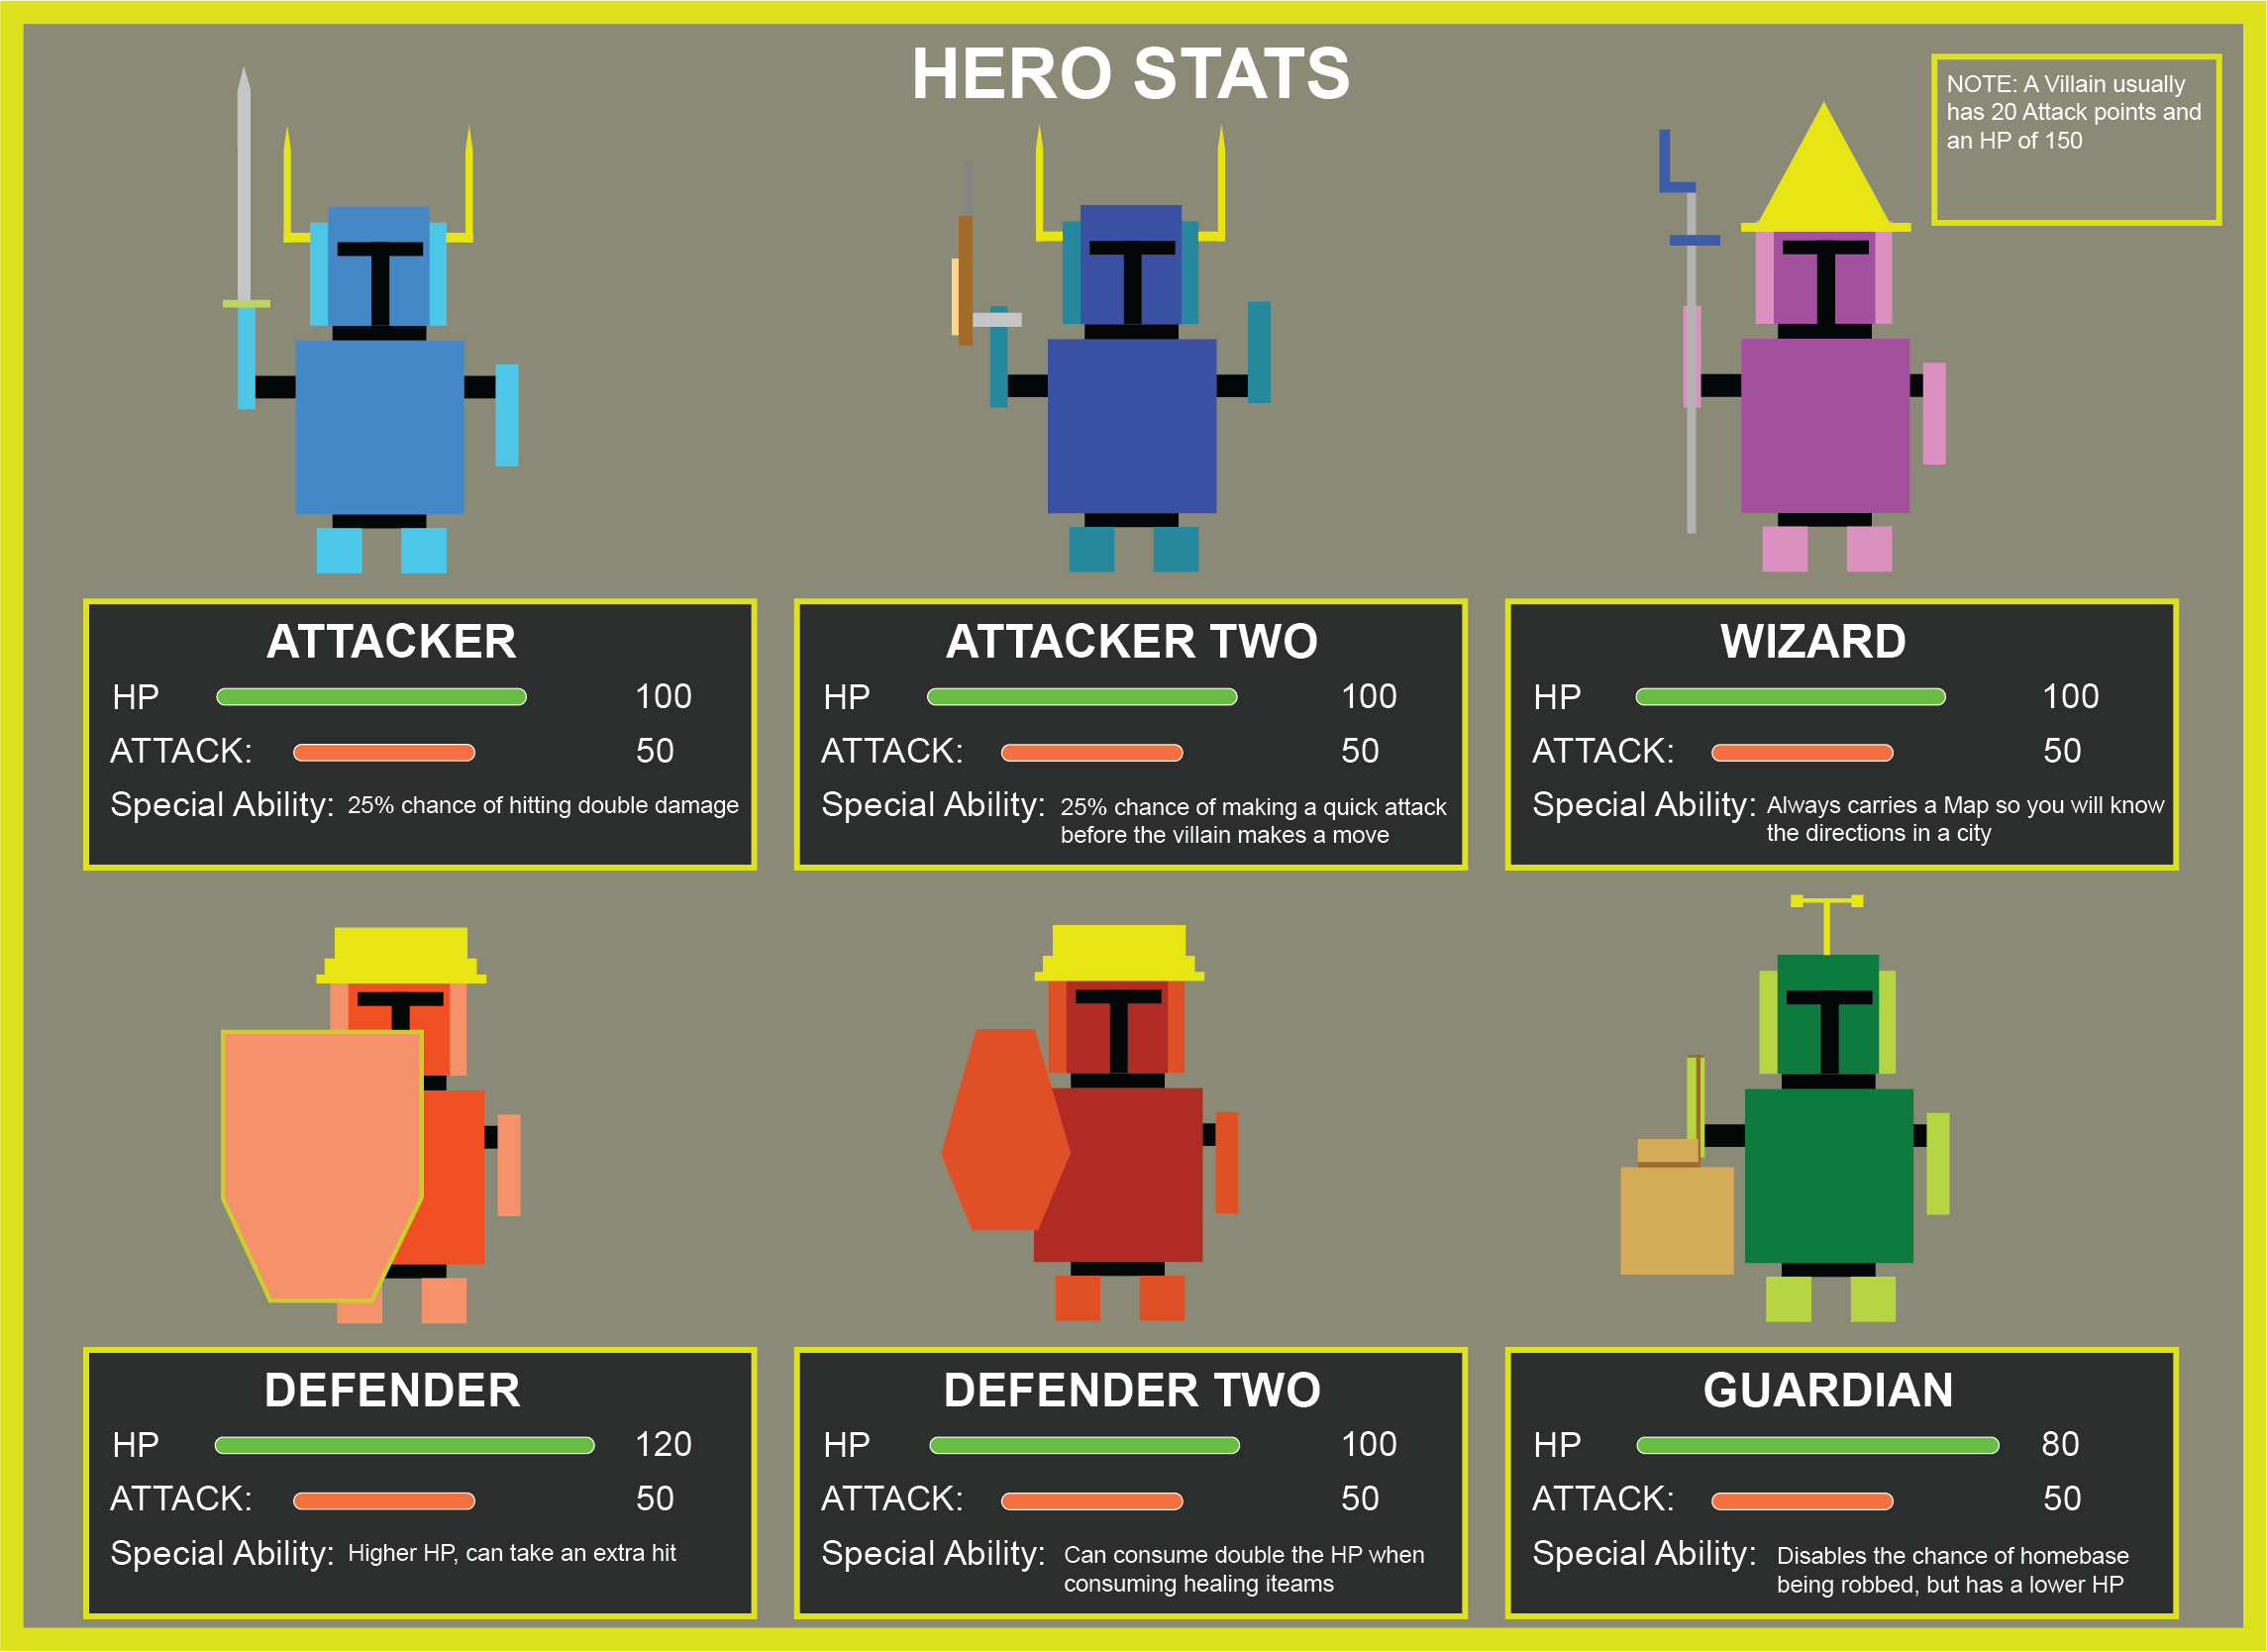 HERO STATS
NOTE: A Villain usually
has 20 Attack points and
an HP of 150
ATTACKER
HP 100
ATTACK: 50
Special Ability: 25% chance of hitting double damage
ATTACKER TWO
HP 100
ATTACK: 50
Special Ability: 25% chance of making a quick attack
before the villain makes a move
WIZARD
HP 100
ATTACK: 50
Special Ability: Always carries a Map so you will know
the directions in a city
DEFENDER
HP 120
ATTACK: 50
Special Ability: Higher HP, can take an extra hit
DEFENDER TWO
HP 100
ATTACK: 50
Special Ability: Can consume double the HP when
consuming healing iteams
GUARDIAN
HP 80
ATTACK: 50
Special Ability: Disables the chance of homebase
being robbed, but has a lower HP